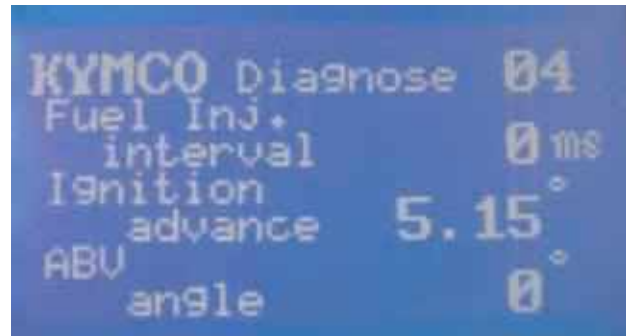 KYMCO Diagnose 04
Fuel Inj.
interval 0 ms
Ignition
advance 5.15°
ABV
angle 0°